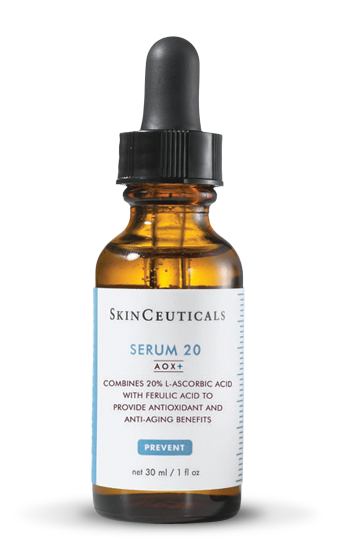 SKINCEUTICALS
SERUM 20
AOX+
COMBINES 20% L-ASCORBIC ACID
WITH FERULIC ACID TO
PROVIDE ANTIOXIDANT AND
ANTI-AGING BENEFITS
PREVENT
net 30 ml / 1 fl oz